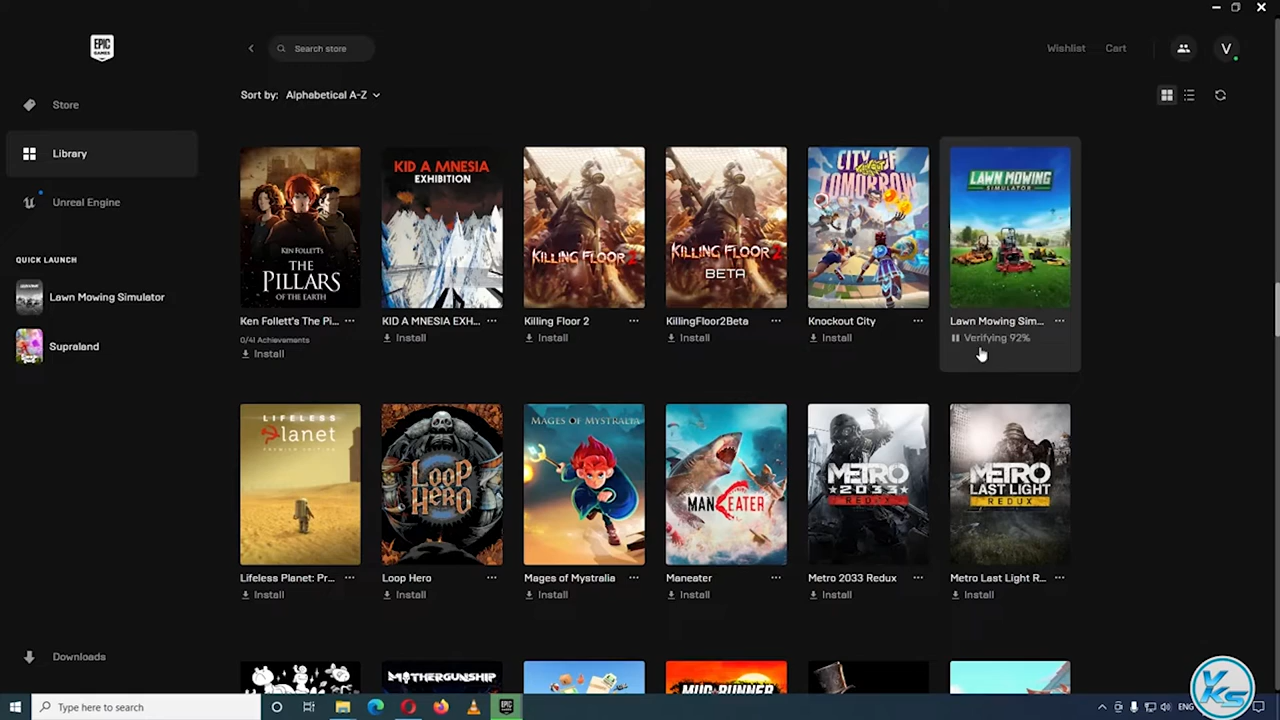 EPIC
GAMES
Search store
Wishlist
Cart
V
Store
Sort by: Alphabetical A-Z
Library
Unreal Engine
QUICK LAUNCH
Lawn Mowing Simulator
Supraland
KEN FOLLETT'S
THE
PILLARS
OF THE EARTH
KID A MNESIA
EXHIBITION
KILLING FLOOR 2
KILLING FLOOR 2
BETA
CITY OF
TOMORROW
LAWN MOWING
SIMULATOR
Ken Follett's The Pi... ...
KID A MNESIA EXH... ...
Killing Floor 2 ...
KillingFloor2Beta ...
Knockout City ...
Lawn Mowing Sim... ...
0/41 Achievements
Install
Install
Install
Install
Install
Verifying 92%
LIFELESS
Planet
PREMIER EDITION
LOOP
HERO
MAGES OF MYSTRALIA
MANEATER
METRO
2033
REDUX
METRO
LAST LIGHT
REDUX
Lifeless Planet: Pr... ...
Loop Hero ...
Mages of Mystralia ...
Maneater ...
Metro 2033 Redux ...
Metro Last Light R... ...
Install
Install
Install
Install
Install
Install
MOTHERGUNSHIP
MUDRUNNER
Downloads
Type here to search
EPIC
ENG
YKS